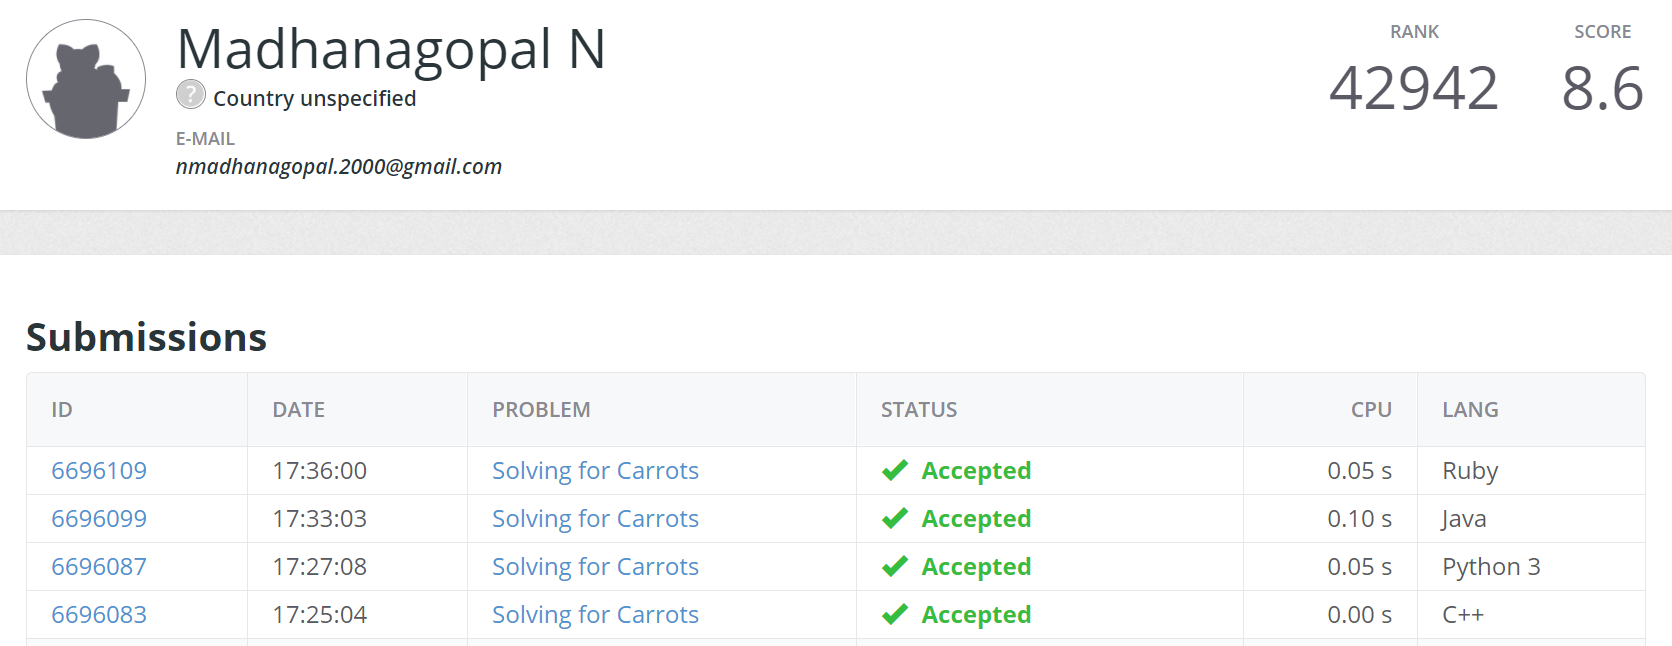 Madhanagopal N
? Country unspecified
E-MAIL
nmadhanagopal.2000@gmail.com
RANK SCORE
42942 8.6
Submissions
ID DATE PROBLEM STATUS CPU LANG
6696109 17:36:00 Solving for Carrots Accepted 0.05 s Ruby
6696099 17:33:03 Solving for Carrots Accepted 0.10 s Java
6696087 17:27:08 Solving for Carrots Accepted 0.05 s Python 3
6696083 17:25:04 Solving for Carrots Accepted 0.00 s C++